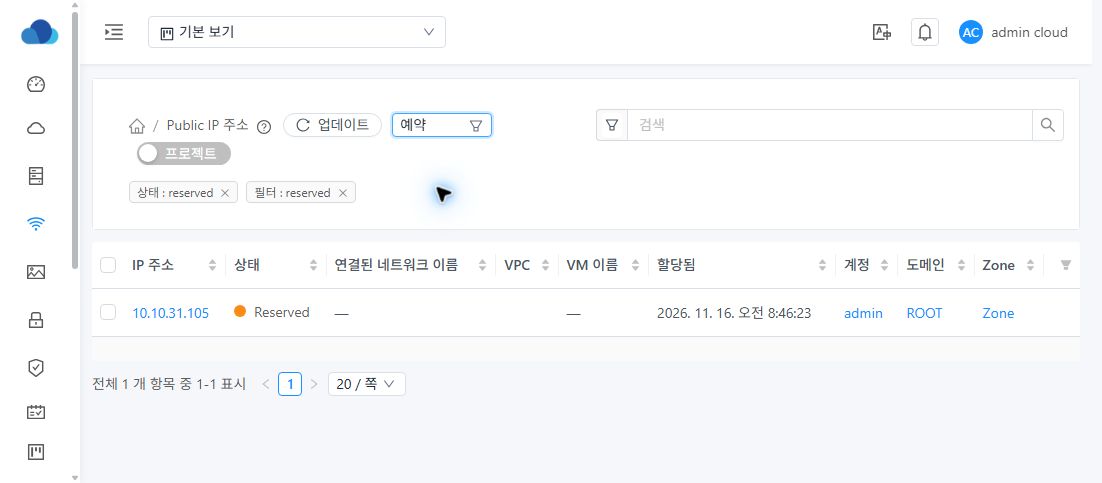 기본 보기
AC admin cloud
/ Public IP 주소 업데이트 예약 검색
프로젝트
상태 : reserved 필터 : reserved
IP 주소 상태 연결된 네트워크 이름 VPC VM 이름 할당됨 계정 도메인 Zone
10.10.31.105 Reserved — — 2026. 11. 16. 오전 8:46:23 admin ROOT Zone
전체 1 개 항목 중 1-1 표시 < 1 > 20 / 쪽